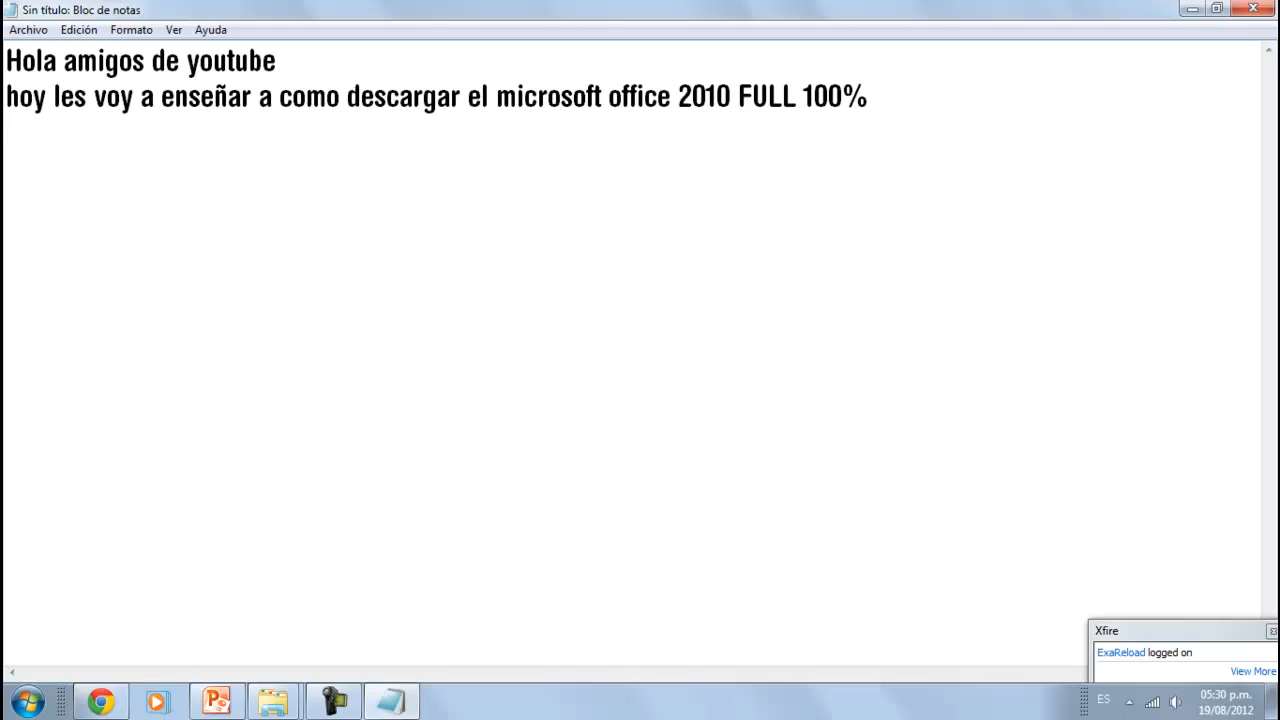 Sin título: Bloc de notas
Archivo Edición Formato Ver Ayuda
Hola amigos de youtube
hoy les voy a enseñar a como descargar el microsoft office 2010 FULL 100%
Xfire
ExaReload logged on
View More
ES
05:30 p.m.
19/08/2012